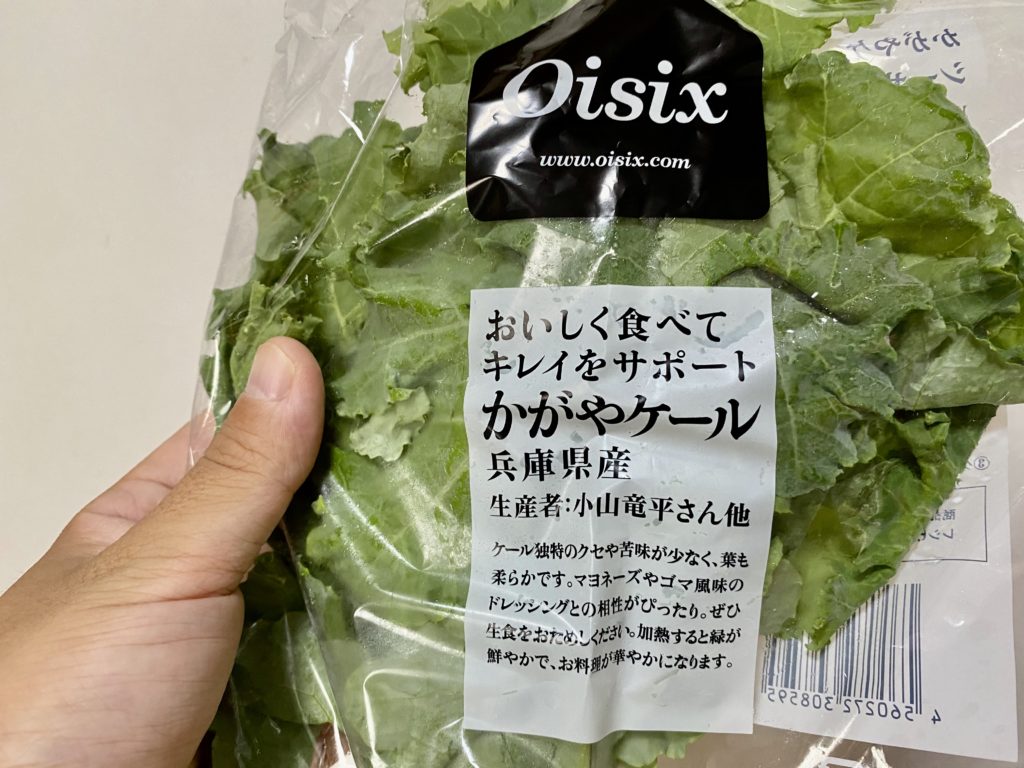 Oisix
www.oisix.com
おいしく食べて
キレイをサポート
かがやケール
兵庫県産
生産者:小山竜平さん他
ケール独特のクセや苦味が少なく、葉も
柔らかです。マヨネーズやゴマ風味の
ドレッシングとの相性がぴったり。ぜひ
生食をおためしください。加熱すると緑が
鮮やかで、お料理が華やかになります。
かがやケ
4 560272 308595